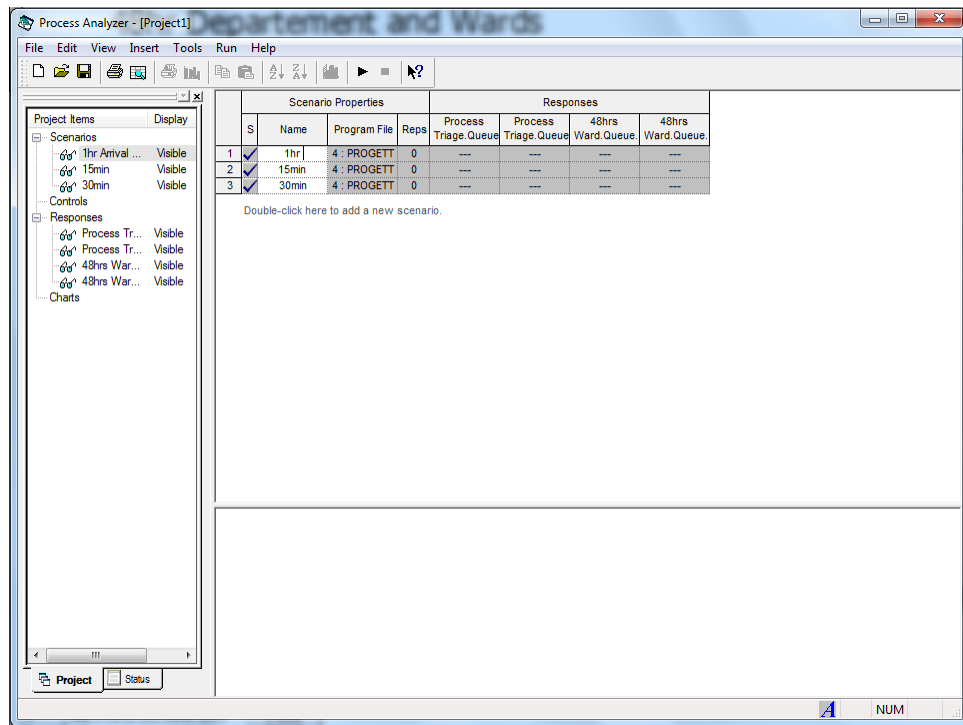 Departement and Wards
Process Analyzer - [Project1]
File Edit View Insert Tools Run Help
Project Items Display
Scenarios
1hr Arrival ... Visible
15min Visible
30min Visible
Controls
Responses
Process Tr... Visible
Process Tr... Visible
48hrs War... Visible
48hrs War... Visible
Charts
Project Status
Scenario Properties Responses
S Name Program File Reps Process Triage.Queue Process Triage.Queue 48hrs Ward.Queue. 48hrs Ward.Queue.
1 1hr 4 : PROGETT 0 --- --- --- ---
2 15min 4 : PROGETT 0 --- --- --- ---
3 30min 4 : PROGETT 0 --- --- --- ---
Double-click here to add a new scenario.
A NUM